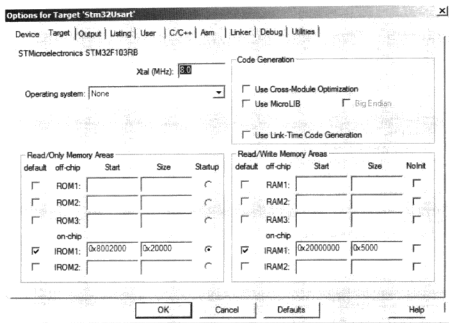 Options for Target 'Stm32Usart'
Device Target Output Listing User C/C++ Asm Linker Debug Utilities
STMicroelectronics STM32F103RB
Xtal (MHz): 8.0
Operating system: None
Code Generation
Use Cross-Module Optimization
Use MicroLIB Big Endian
Use Link-Time Code Generation
Read/Only Memory Areas
default off-chip Start Size Startup
ROM1:
ROM2:
ROM3:
on-chip
IROM1: 0x8002000 0x20000
IROM2:
Read/Write Memory Areas
default off-chip Start Size NoInit
RAM1:
RAM2:
RAM3:
on-chip
IRAM1: 0x20000000 0x5000
IRAM2:
OK Cancel Defaults Help